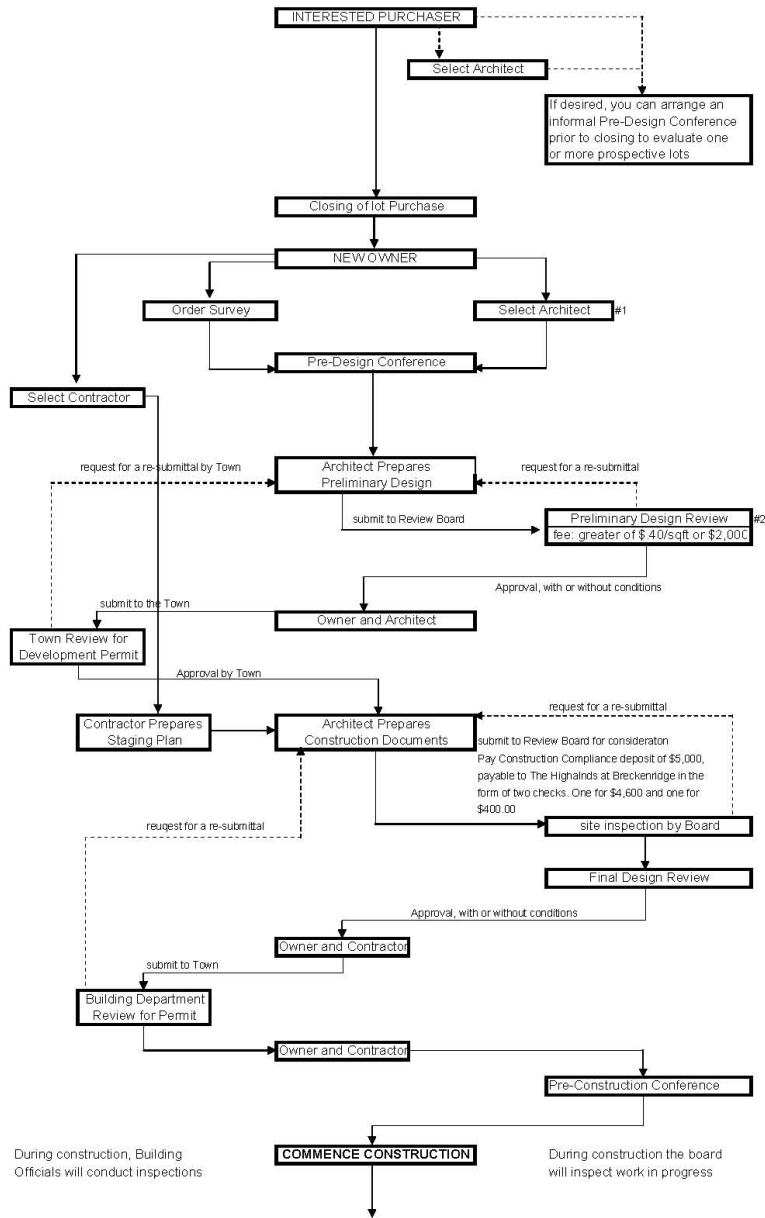 INTERESTED PURCHASER
Select Architect
If desired, you can arrange an
informal Pre-Design Conference
prior to closing to evaluate one
or more prospective lots
Closing of lot Purchase
NEW OWNER
Order Survey
Select Architect
#1
Pre-Design Conference
Select Contractor
request for a re-submittal by Town
Architect Prepares
Preliminary Design
request for a re-submittal
submit to Review Board
Preliminary Design Review
#2
fee: greater of $.40/sqft or $2,000
Approval, with or without conditions
submit to the Town
Owner and Architect
Town Review for
Development Permit
Approval by Town
request for a re-submittal
Contractor Prepares
Staging Plan
Architect Prepares
Construction Documents
submit to Review Board for consideraton
Pay Construction Compliance deposit of $5,000,
payable to The Highalnds at Breckenridge in the
form of two checks. One for $4,600 and one for
$400.00
reuqest for a re-submittal
site inspection by Board
Final Design Review
Approval, with or without conditions
Owner and Contractor
submit to Town
Building Department
Review for Permit
Owner and Contractor
Pre-Construction Conference
During construction, Building
Officials will conduct inspections
COMMENCE CONSTRUCTION
During construction the board
will inspect work in progress